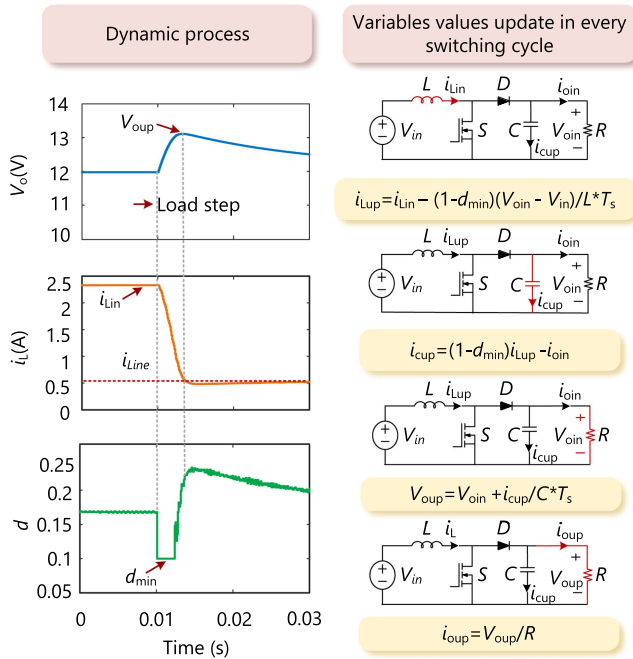 Dynamic process
V_oup
14
13
12
11
10
V_o(V)
Load step
2.5
2
1.5
1
0.5
0
i_L(A)
i_Lin
i_Line
0.25
0.2
0.15
0.1
0.05
d
d_min
0 0.01 0.02 0.03
Time (s)
Variables values update in every
switching cycle
L i_Lin D i_oin
V_in S C V_oin R
i_cup
+ −
i_Lup=i_Lin − (1-d_min)(V_oin − V_in)/L*T_s
L i_Lup D i_oin
V_in S C V_oin R
i_cup
+ −
i_cup=(1-d_min)i_Lup -i_oin
L i_Lup D i_oin
V_in S C V_oin R
i_cup
+ −
V_oup=V_oin +i_cup/C*T_s
L i_L D i_oup
V_in S C V_oup R
i_cup
+ −
i_oup=V_oup/R